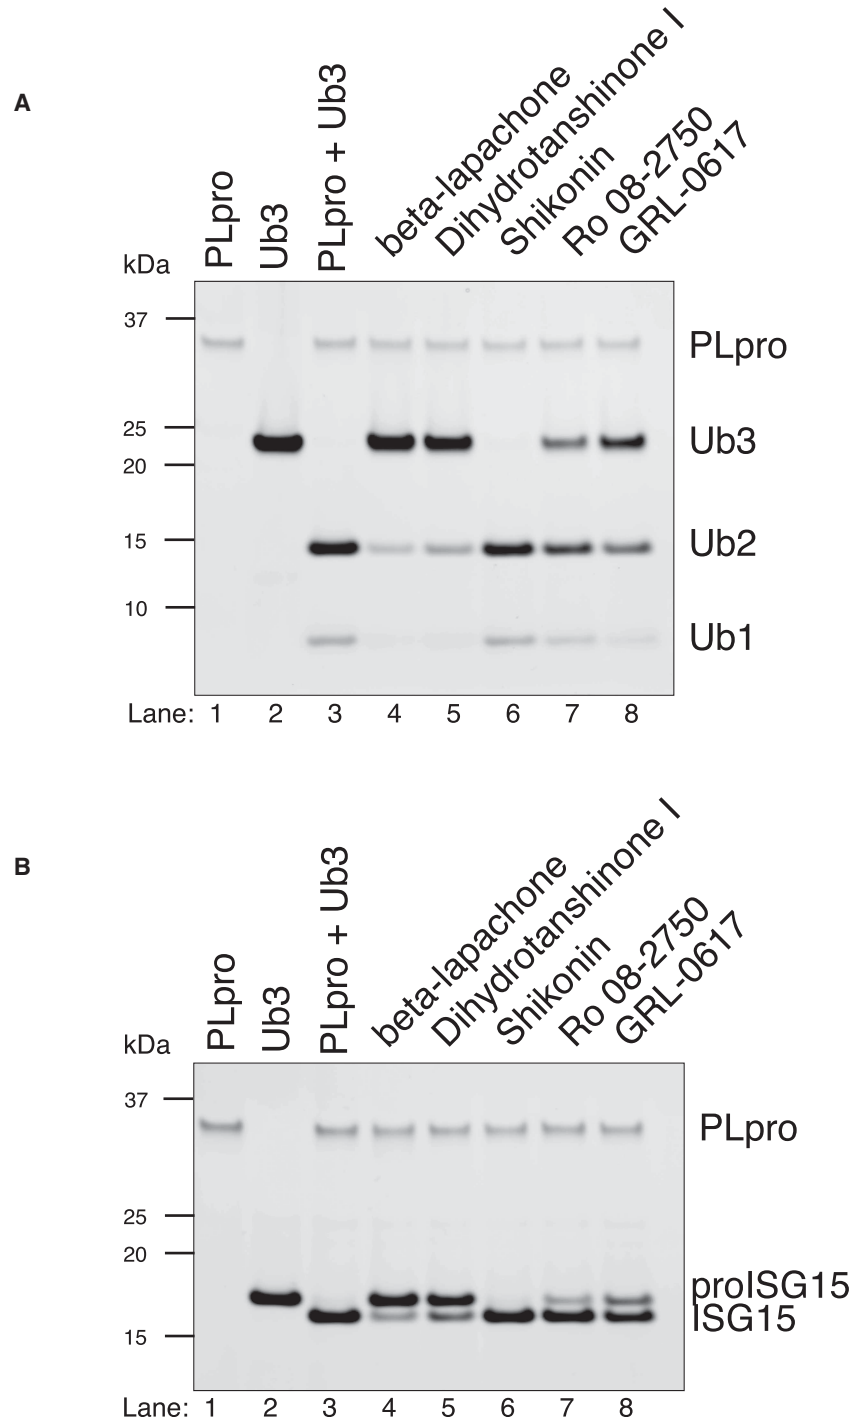 A
PLpro
Ub3
PLpro + Ub3
beta-lapachone
Dihydrotanshinone I
Shikonin
Ro 08-2750
GRL-0617
kDa
37
PLpro
25
Ub3
20
15
Ub2
10
Ub1
Lane: 1 2 3 4 5 6 7 8
B
PLpro
Ub3
PLpro + Ub3
beta-lapachone
Dihydrotanshinone I
Shikonin
Ro 08-2750
GRL-0617
kDa
37
PLpro
25
20
proISG15
ISG15
15
Lane: 1 2 3 4 5 6 7 8